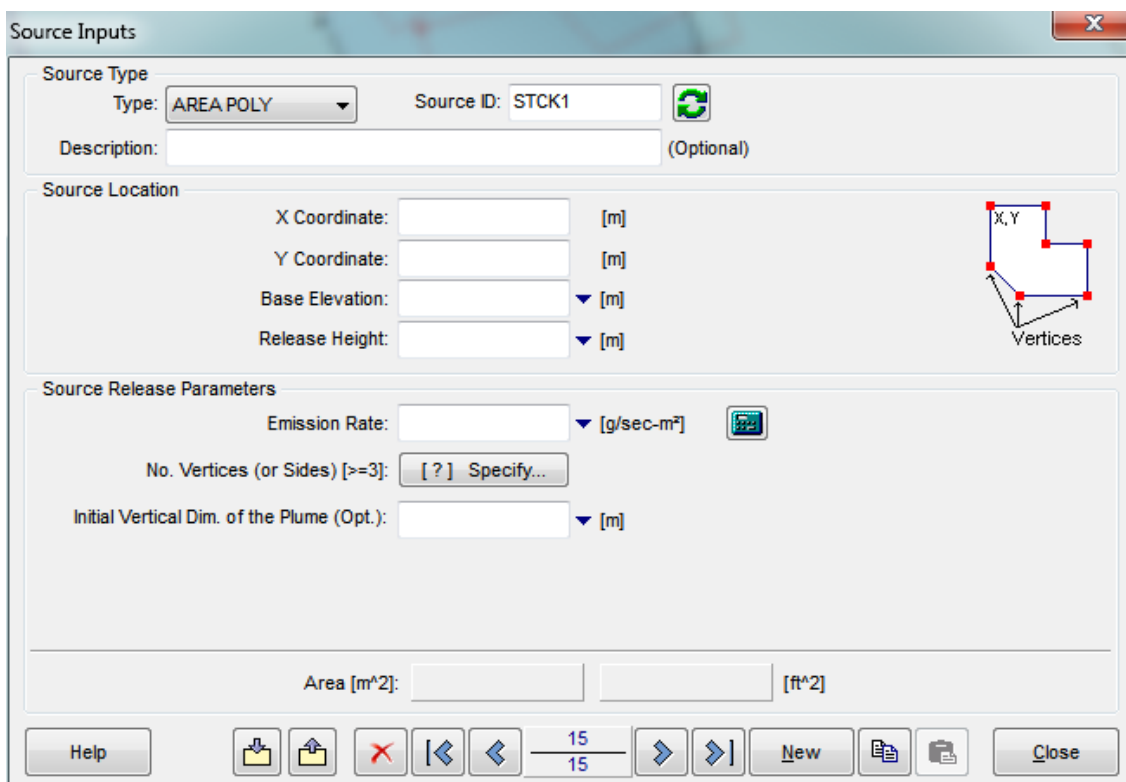 Source Inputs
X
Source Type
Type: AREA POLY Source ID: STCK1
Description: (Optional)
Source Location
X Coordinate: [m]
Y Coordinate: [m]
Base Elevation: [m]
Release Height: [m]
X, Y
Vertices
Source Release Parameters
Emission Rate: [g/sec-m²]
No. Vertices (or Sides) [>=3]: [ ? ] Specify...
Initial Vertical Dim. of the Plume (Opt.): [m]
Area [m^2]: [ft^2]
Help 15 New Close
15